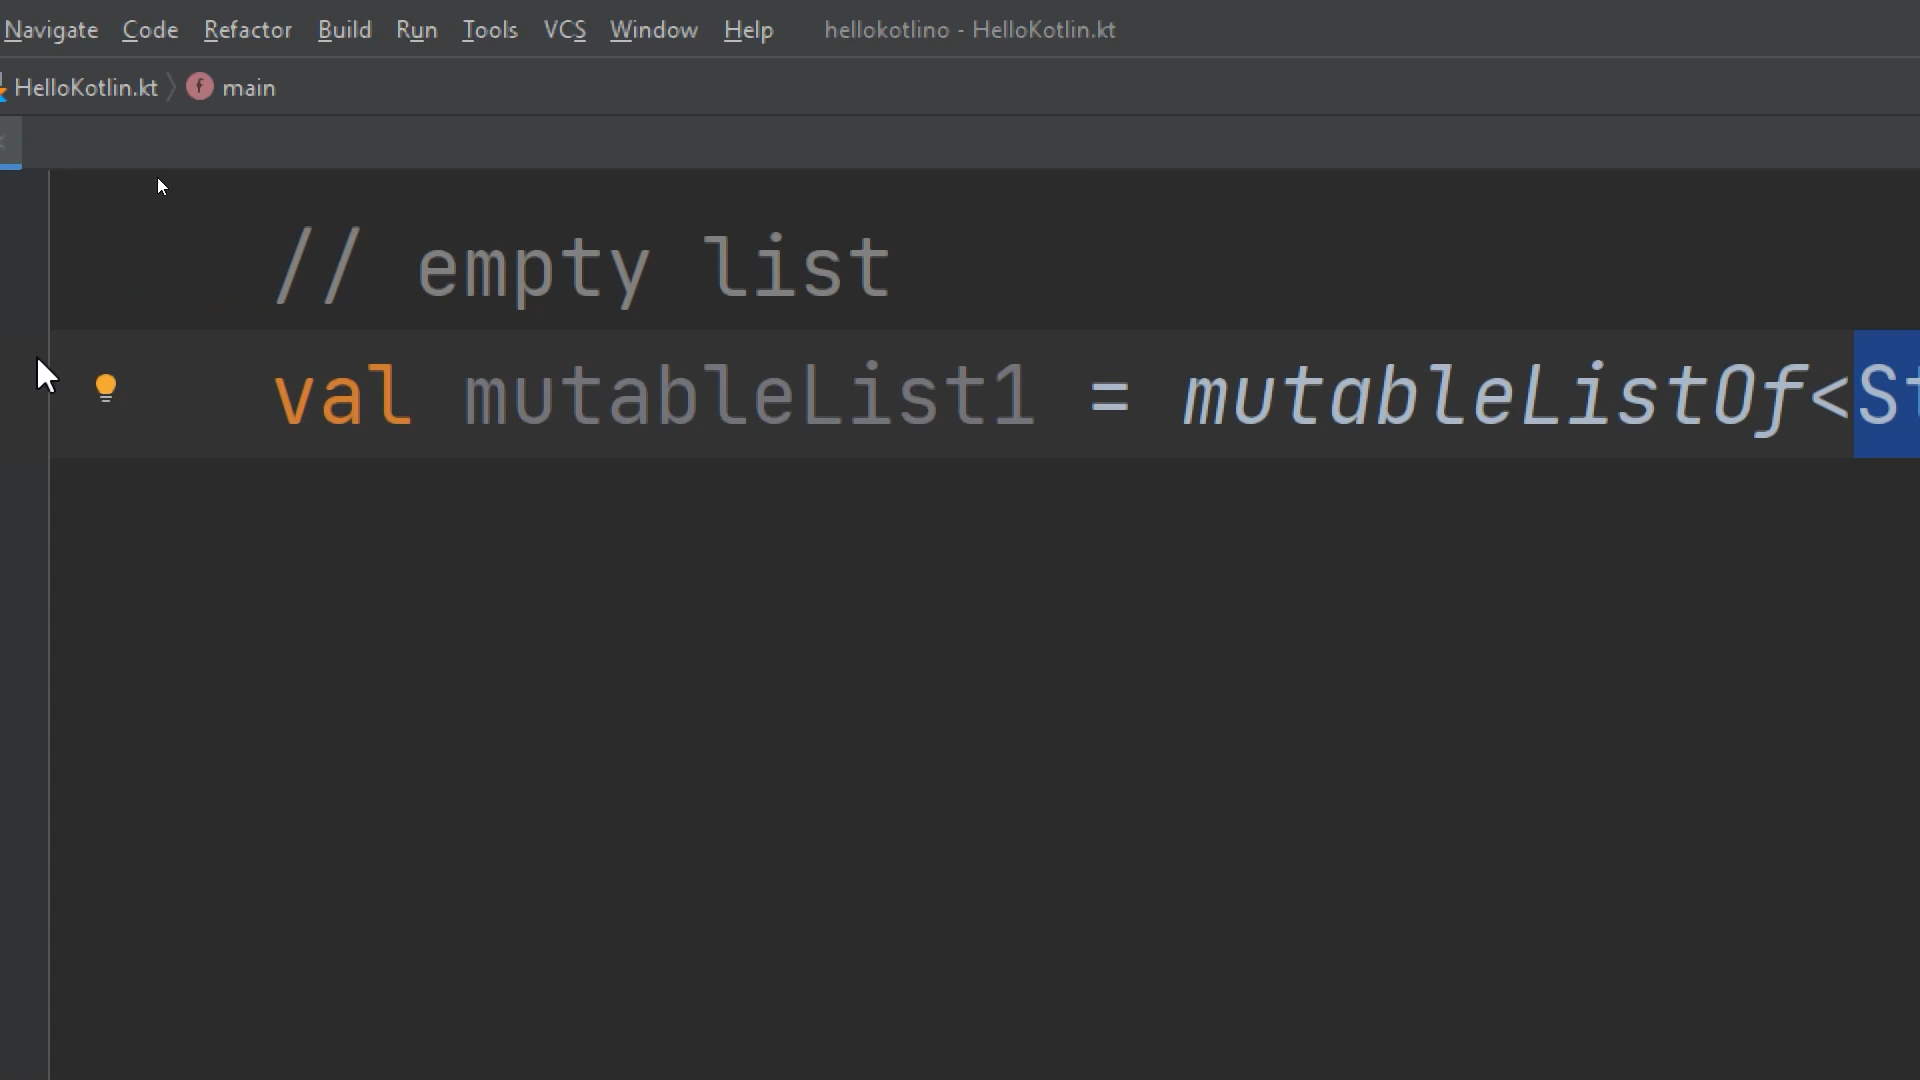 Navigate Code Refactor Build Run Tools VCS Window Help hellokotlino - HelloKotlin.kt
HelloKotlin.kt main
// empty list
val mutableList1 = mutableListOf<St